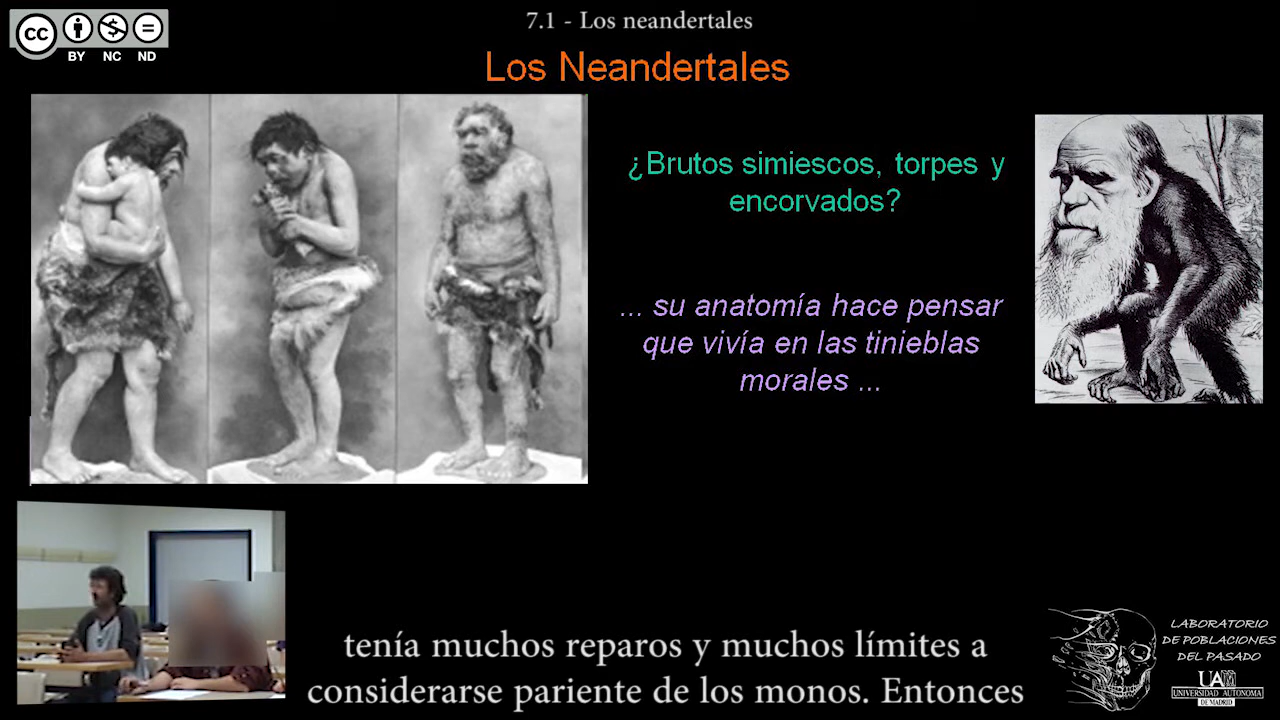 7.1 - Los neandertales
cc
BY NC ND
Los Neandertales
¿Brutos simiescos, torpes y
encorvados?
... su anatomía hace pensar
que vivía en las tinieblas
morales ...
tenía muchos reparos y muchos límites a
considerarse pariente de los monos. Entonces
LABORATORIO
DE POBLACIONES
DEL PASADO
UAM
UNIVERSIDAD AUTONOMA
DE MADRID